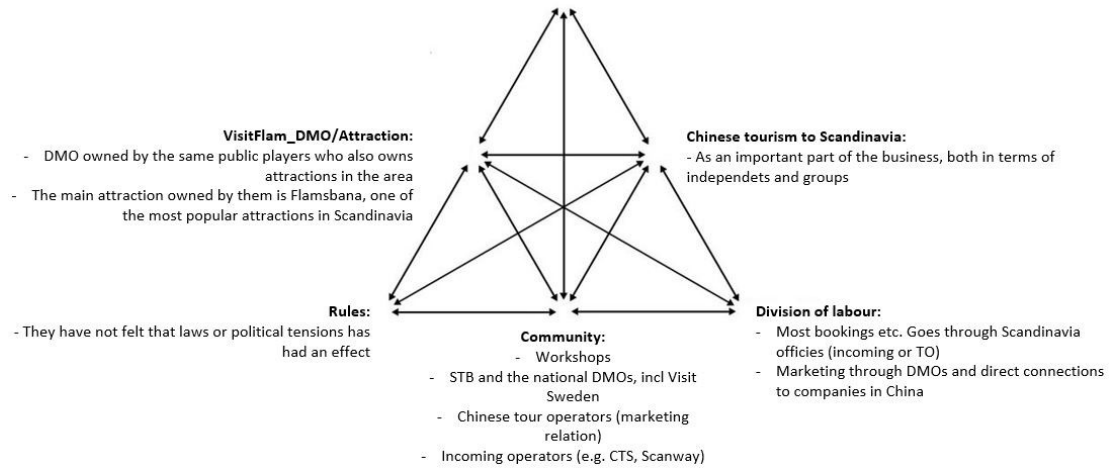 VisitFlam_DMO/Attraction:
- DMO owned by the same public players who also owns
attractions in the area
- The main attraction owned by them is Flamsbana, one of
the most popular attractions in Scandinavia
Chinese tourism to Scandinavia:
- As an important part of the business, both in terms of
independets and groups
Rules:
- They have not felt that laws or political tensions has
had an effect
Community:
- Workshops
- STB and the national DMOs, incl Visit
Sweden
- Chinese tour operators (marketing
relation)
- Incoming operators (e.g. CTS, Scanway)
Division of labour:
- Most bookings etc. Goes through Scandinavia
officies (incoming or TO)
- Marketing through DMOs and direct connections
to companies in China